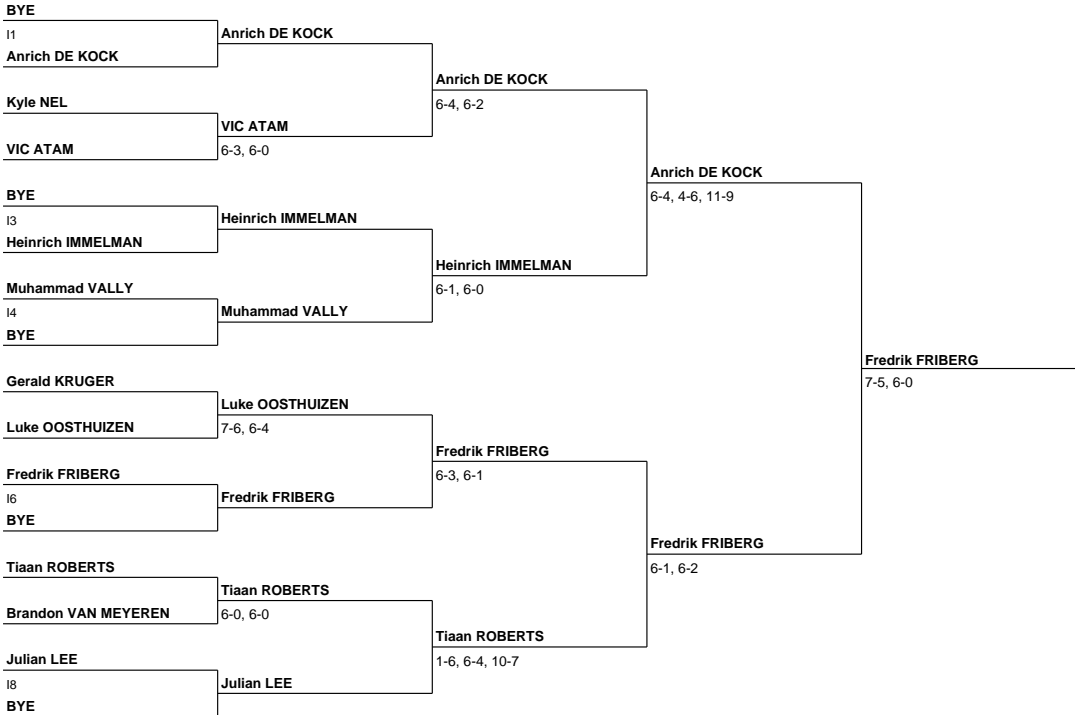 BYE
I1
Anrich DE KOCK
Kyle NEL
VIC ATAM
BYE
I3
Heinrich IMMELMAN
Muhammad VALLY
I4
BYE
Gerald KRUGER
Luke OOSTHUIZEN
Fredrik FRIBERG
I6
BYE
Tiaan ROBERTS
Brandon VAN MEYEREN
Julian LEE
I8
BYE
Anrich DE KOCK
VIC ATAM
6-3, 6-0
Heinrich IMMELMAN
Muhammad VALLY
Luke OOSTHUIZEN
7-6, 6-4
Fredrik FRIBERG
Tiaan ROBERTS
6-0, 6-0
Julian LEE
Anrich DE KOCK
6-4, 6-2
Heinrich IMMELMAN
6-1, 6-0
Fredrik FRIBERG
6-3, 6-1
Tiaan ROBERTS
1-6, 6-4, 10-7
Anrich DE KOCK
6-4, 4-6, 11-9
Fredrik FRIBERG
6-1, 6-2
Fredrik FRIBERG
7-5, 6-0